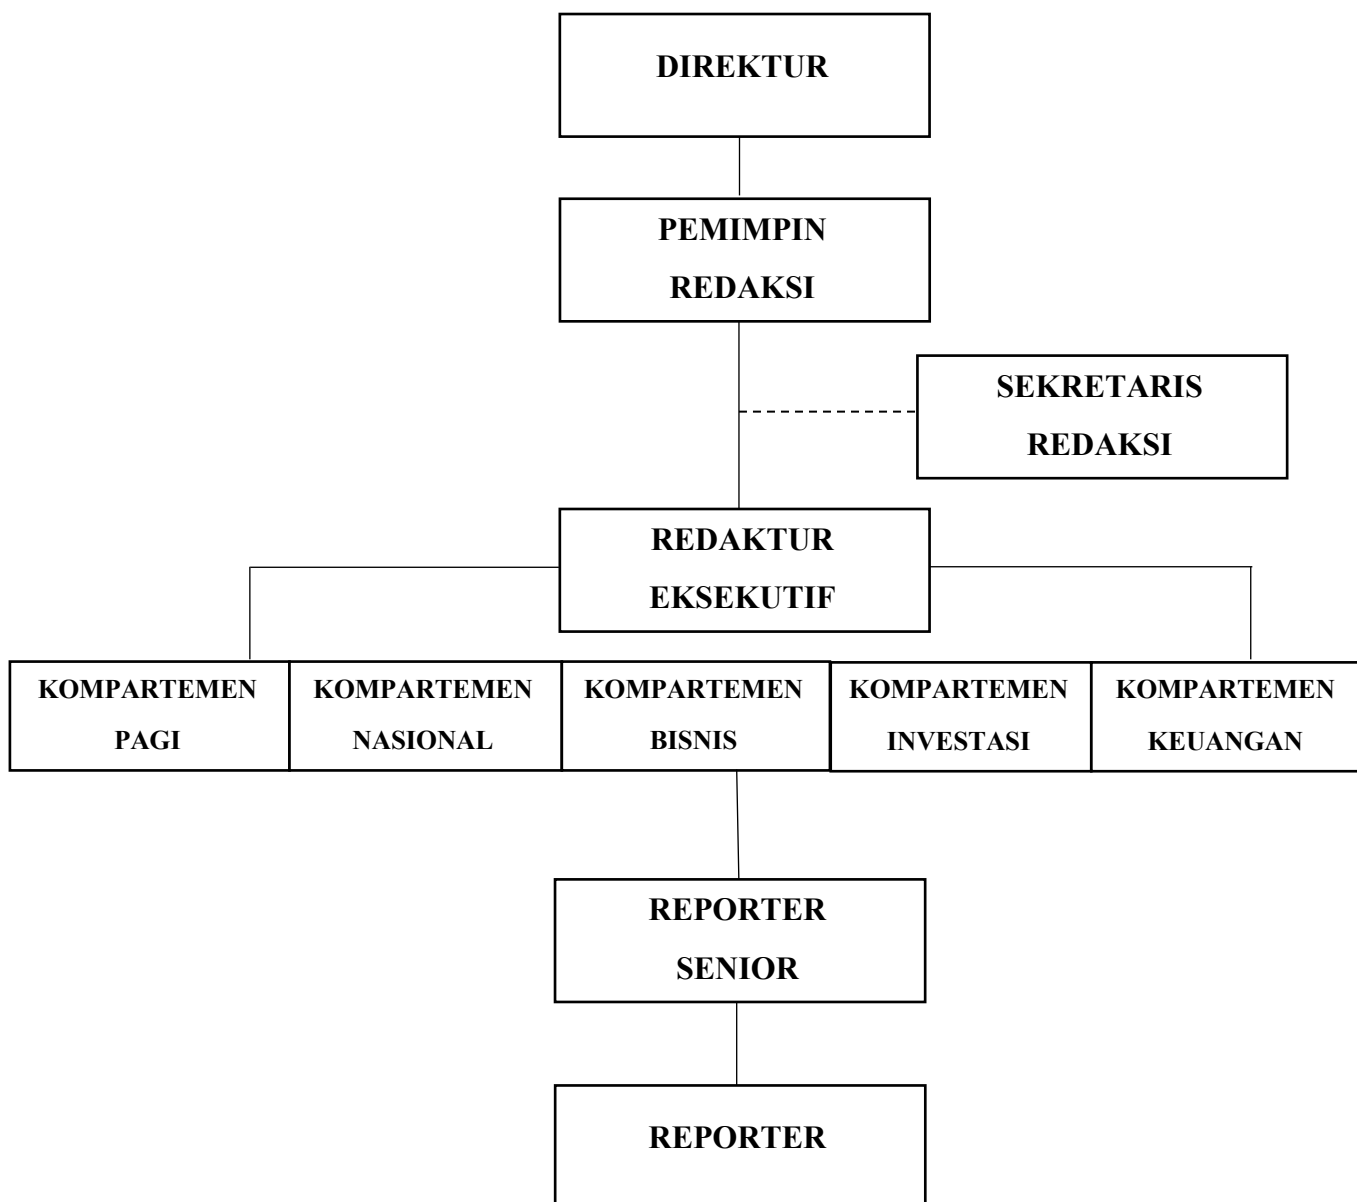 DIREKTUR
PEMIMPIN
REDAKSI
SEKRETARIS
REDAKSI
REDAKTUR
EKSEKUTIF
KOMPARTEMEN
PAGI
KOMPARTEMEN
NASIONAL
KOMPARTEMEN
BISNIS
KOMPARTEMEN
INVESTASI
KOMPARTEMEN
KEUANGAN
REPORTER
SENIOR
REPORTER